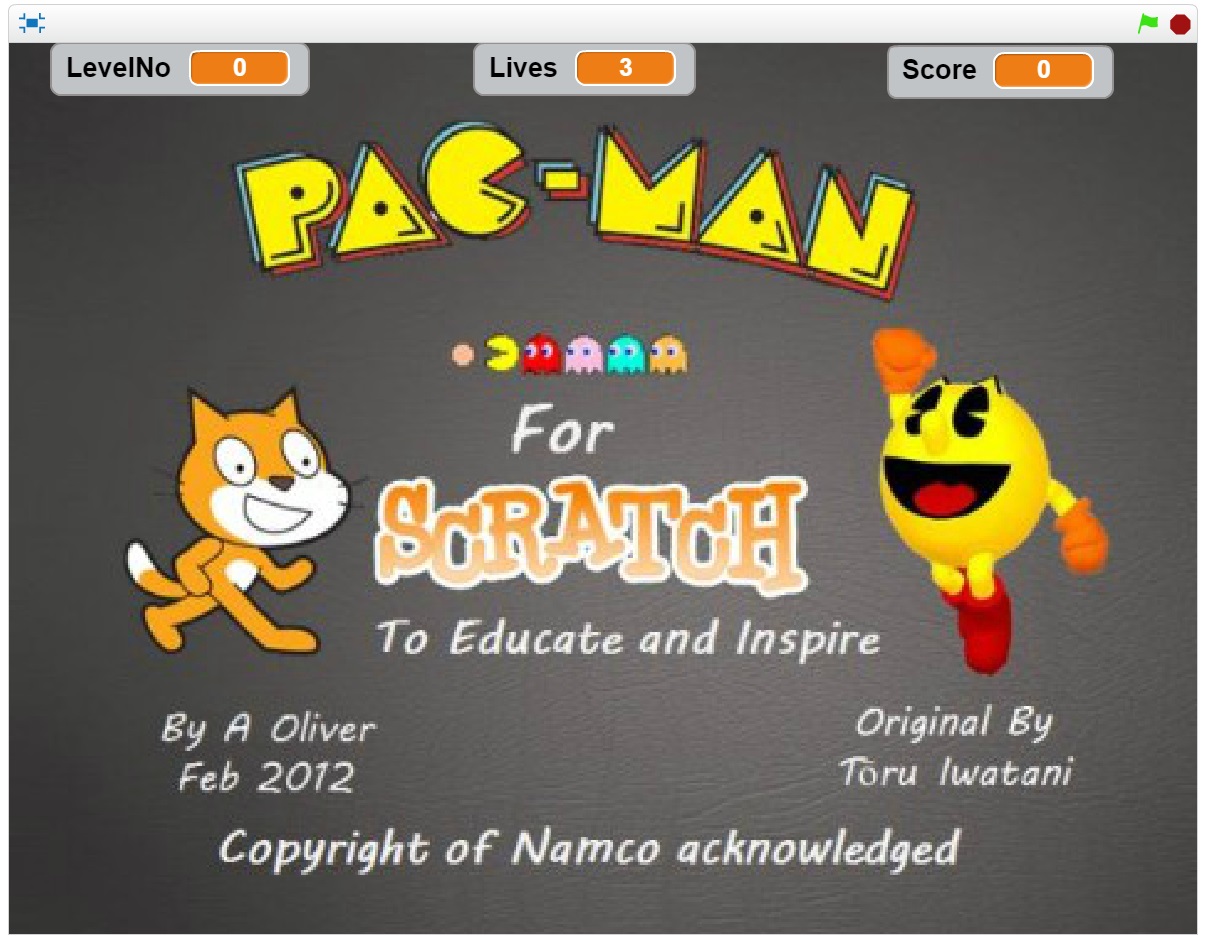 LevelNo 0 Lives 3 Score 0
PAC-MAN
For
SCRATCH
To Educate and Inspire
By A Oliver
Feb 2012
Original By
Tōru Iwatani
Copyright of Namco acknowledged